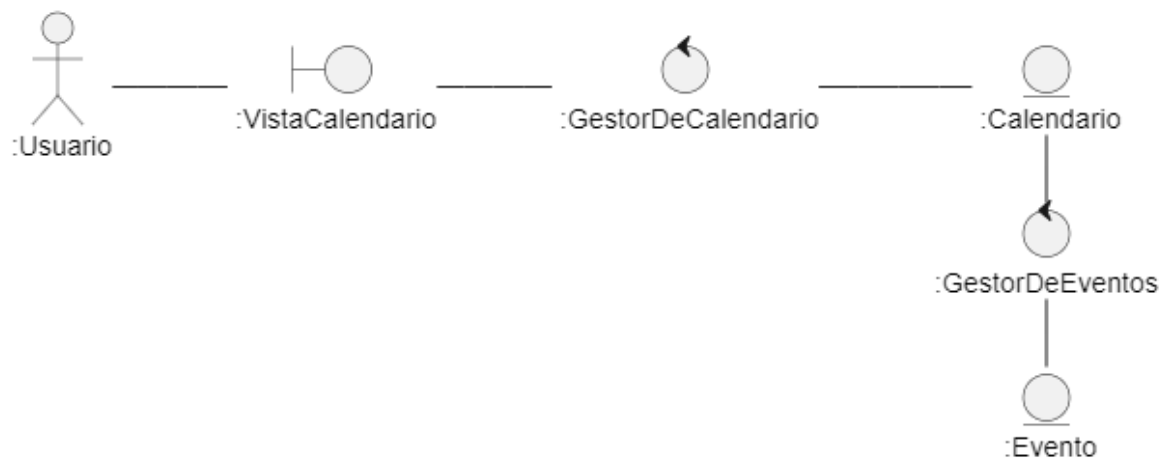 :Usuario
:VistaCalendario
:GestorDeCalendario
:Calendario
:GestorDeEventos
:Evento